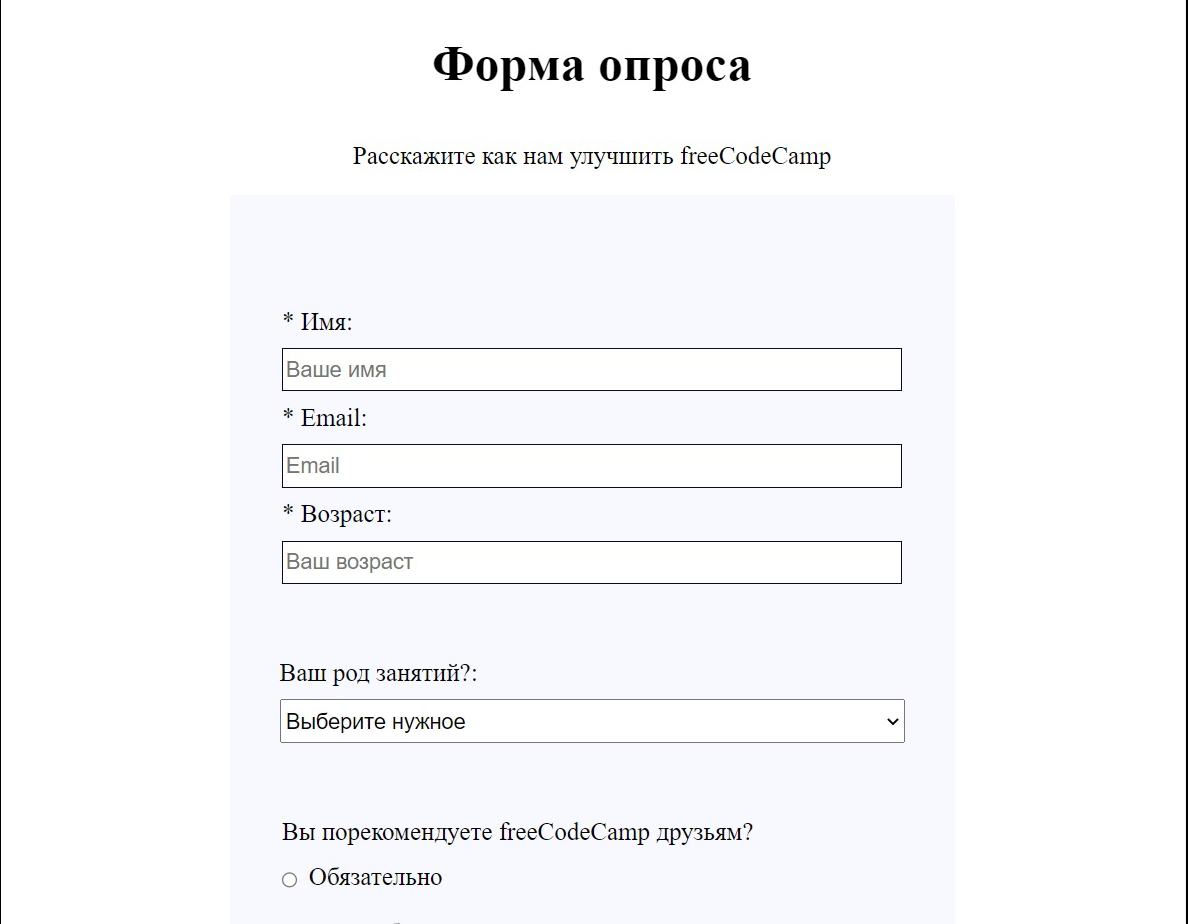 Форма опроса
Расскажите как нам улучшить freeCodeCamp
* Имя:
Ваше имя
* Email:
Email
* Возраст:
Ваш возраст
Ваш род занятий?:
Выберите нужное
Вы порекомендуете freeCodeCamp друзьям?
Обязательно